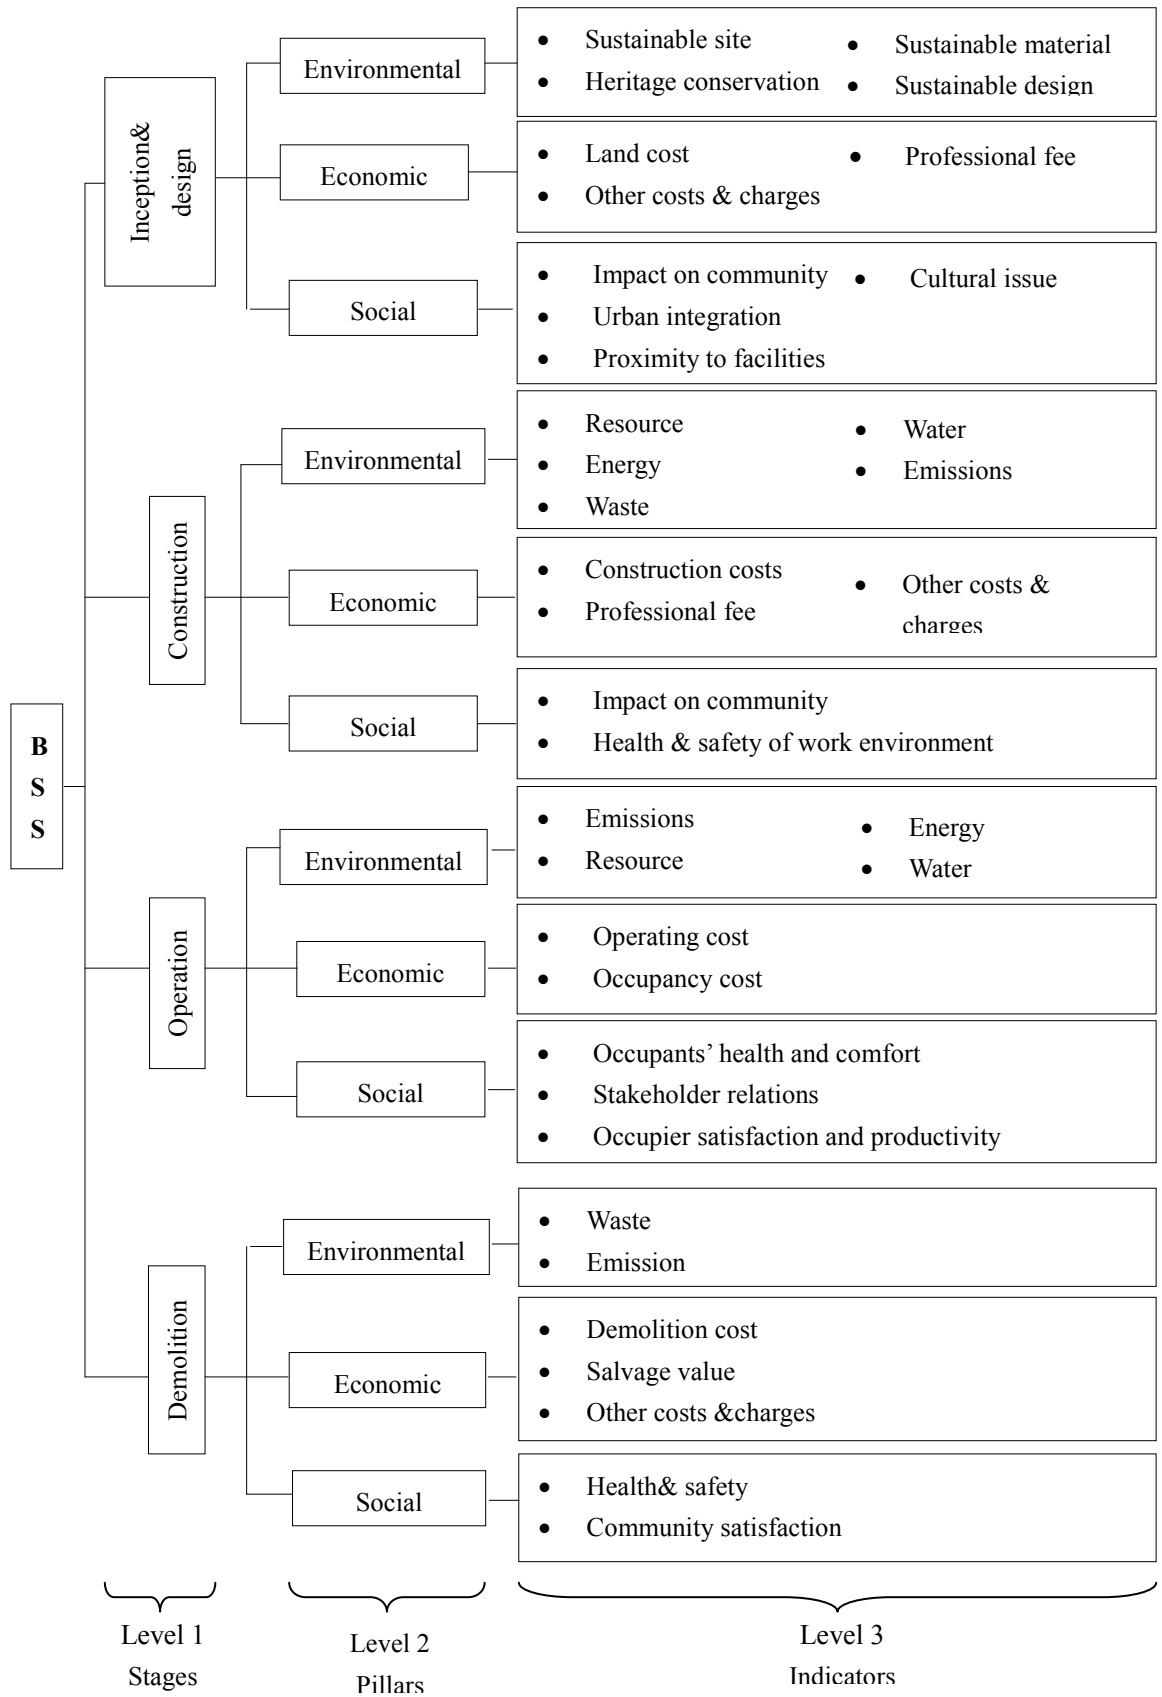 B
S
S
Inception&
design
Environmental
• Sustainable site
• Heritage conservation
• Sustainable material
• Sustainable design
Economic
• Land cost
• Other costs & charges
• Professional fee
Social
• Impact on community
• Urban integration
• Proximity to facilities
• Cultural issue
Construction
Environmental
• Resource
• Energy
• Waste
• Water
• Emissions
Economic
• Construction costs
• Professional fee
• Other costs &
charges
Social
• Impact on community
• Health & safety of work environment
Operation
Environmental
• Emissions
• Resource
• Energy
• Water
Economic
• Operating cost
• Occupancy cost
Social
• Occupants’ health and comfort
• Stakeholder relations
• Occupier satisfaction and productivity
Demolition
Environmental
• Waste
• Emission
Economic
• Demolition cost
• Salvage value
• Other costs &charges
Social
• Health& safety
• Community satisfaction
Level 1
Stages
Level 2
Pillars
Level 3
Indicators